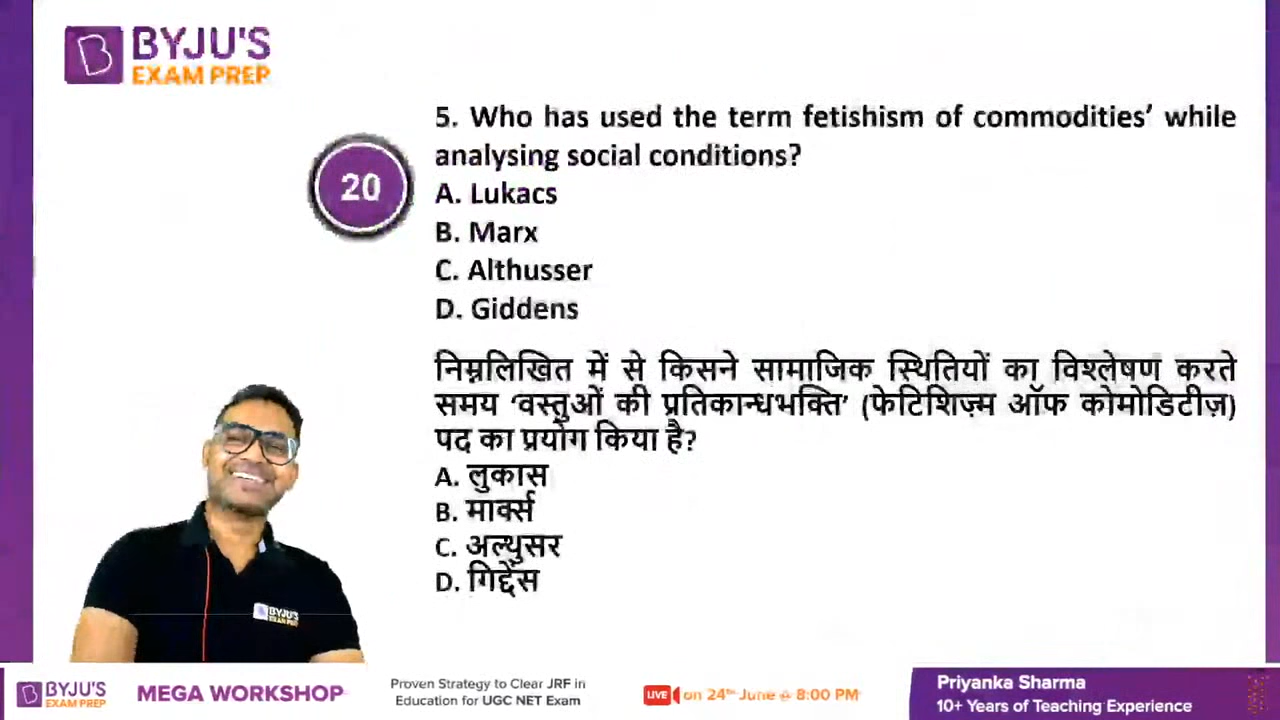 BYJU'S
EXAM PREP
20
5. Who has used the term fetishism of commodities’ while
analysing social conditions?
A. Lukacs
B. Marx
C. Althusser
D. Giddens
निम्नलिखित में से किसने सामाजिक स्थितियों का विश्लेषण करते
समय ‘वस्तुओं की प्रतिकान्धभक्ति’ (फेटिशिज़्म ऑफ कोमोडिटीज़)
पद का प्रयोग किया है?
A. लुकास
B. मार्क्स
C. अल्थुसर
D. गिद्देंस
BYJU'S
EXAM PREP
BYJU'S
EXAM PREP
MEGA WORKSHOP
Proven Strategy to Clear JRF in
Education for UGC NET Exam
LIVE on 24th June @ 8:00 PM
Priyanka Sharma
10+ Years of Teaching Experience